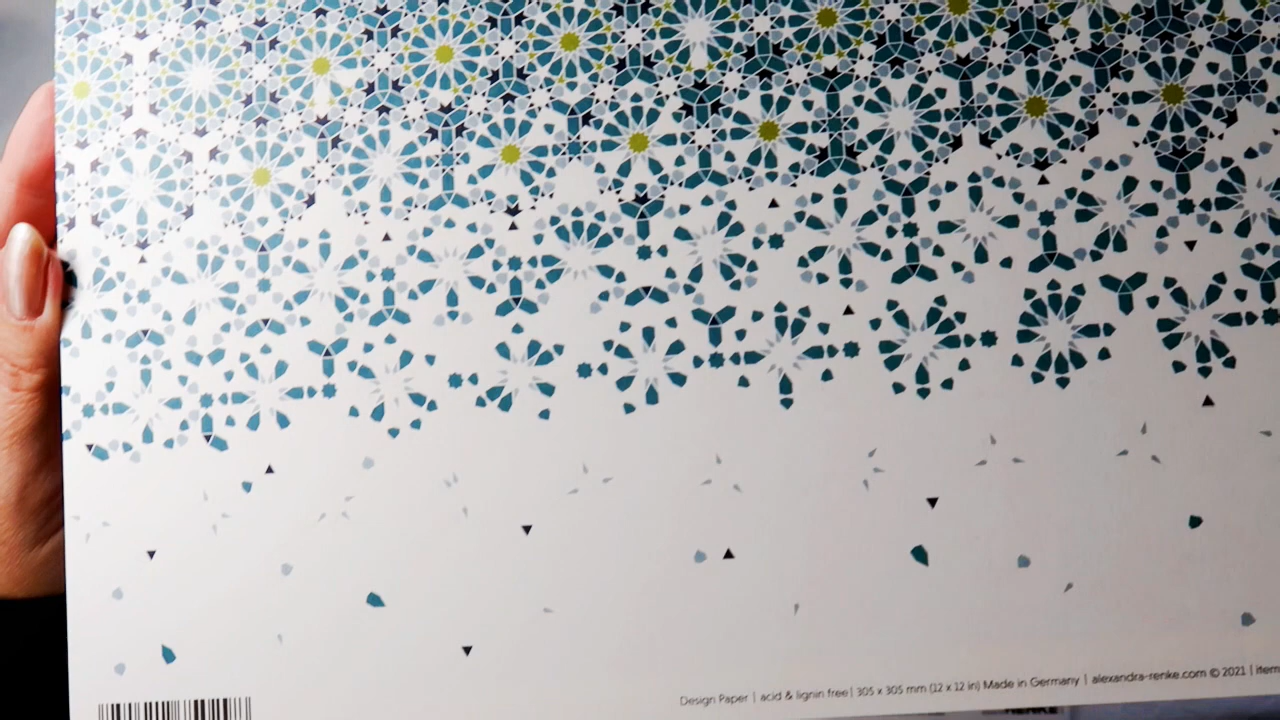 Design Paper | acid & lignin free | 305 x 305 mm (12 x 12 in) Made in Germany | alexandra-renke.com © 2021 | item
RENKE